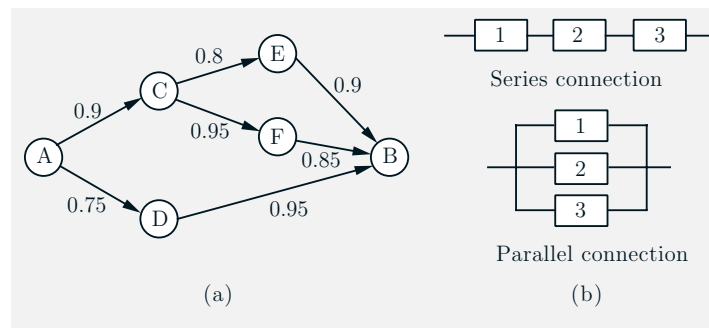 E
0.8
C
0.9
0.9
0.95
F
A
0.85
B
0.75
0.95
D
(a)
1 2 3
Series connection
1
2
3
Parallel connection
(b)